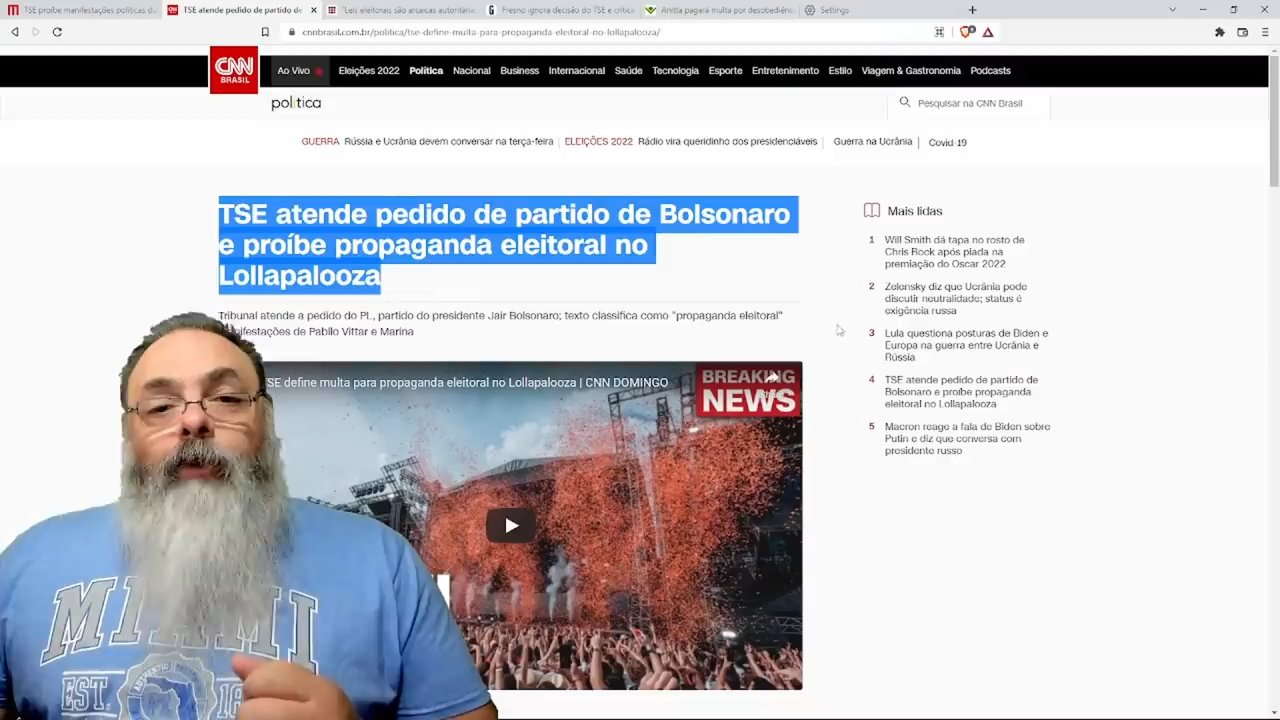 TSE proíbe manifestações políticas du
TSE atende pedido de partido de
"Leis eleitorais são arcaicas autoritária
Fresno ignora decisão do TSE e critic
Anitta pagará multa por desobediênc
Settings
cnnbrasil.com.br/politica/tse-define-multa-para-propaganda-eleitoral-no-lollapalooza/
CNN
BRASIL
Ao Vivo
Eleições 2022
Política
Nacional
Business
Internacional
Saúde
Tecnologia
Esporte
Entretenimento
Estilo
Viagem & Gastronomia
Podcasts
política
Pesquisar na CNN Brasil
GUERRA Rússia e Ucrânia devem conversar na terça-feira
ELEIÇÕES 2022 Rádio vira queridinho dos presidenciáveis
Guerra na Ucrânia
Covid-19
TSE atende pedido de partido de Bolsonaro
e proíbe propaganda eleitoral no
Lollapalooza
Tribunal atende a pedido do PL, partido do presidente Jair Bolsonaro; texto classifica como "propaganda eleitoral"
manifestações de Pabllo Vittar e Marina
TSE define multa para propaganda eleitoral no Lollapalooza | CNN DOMINGO
BREAKING
NEWS
Mais lidas
1 Will Smith dá tapa no rosto de
Chris Rock após piada na
premiação do Oscar 2022
2 Zelensky diz que Ucrânia pode
discutir neutralidade; status é
exigência russa
3 Lula questiona posturas de Biden e
Europa na guerra entre Ucrânia e
Rússia
4 TSE atende pedido de partido de
Bolsonaro e proíbe propaganda
eleitoral no Lollapalooza
5 Macron reage a fala de Biden sobre
Putin e diz que conversa com
presidente russo
MIAMI
EST. 18